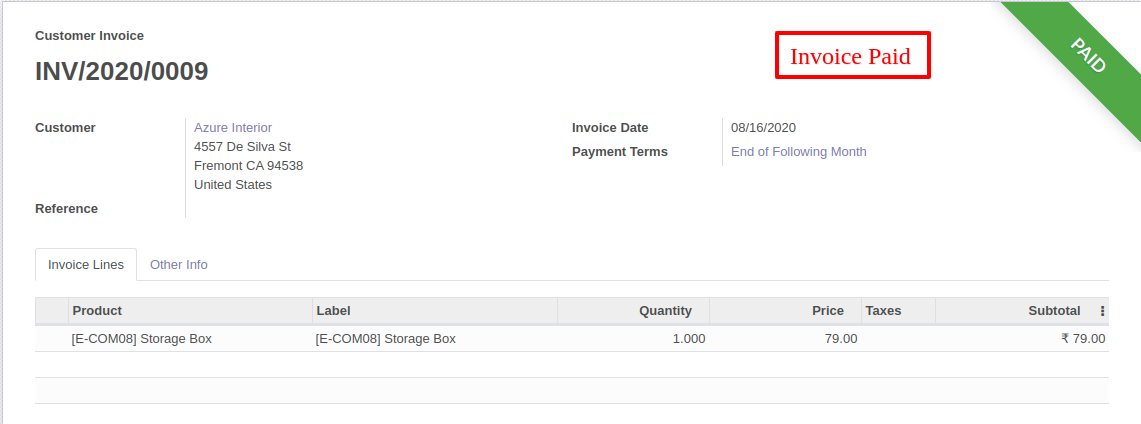 Customer Invoice
INV/2020/0009
Invoice Paid
PAID
Customer
Azure Interior
4557 De Silva St
Fremont CA 94538
United States
Reference
Invoice Date 08/16/2020
Payment Terms End of Following Month
Invoice Lines Other Info
Product Label Quantity Price Taxes Subtotal
[E-COM08] Storage Box [E-COM08] Storage Box 1.000 79.00 ₹ 79.00